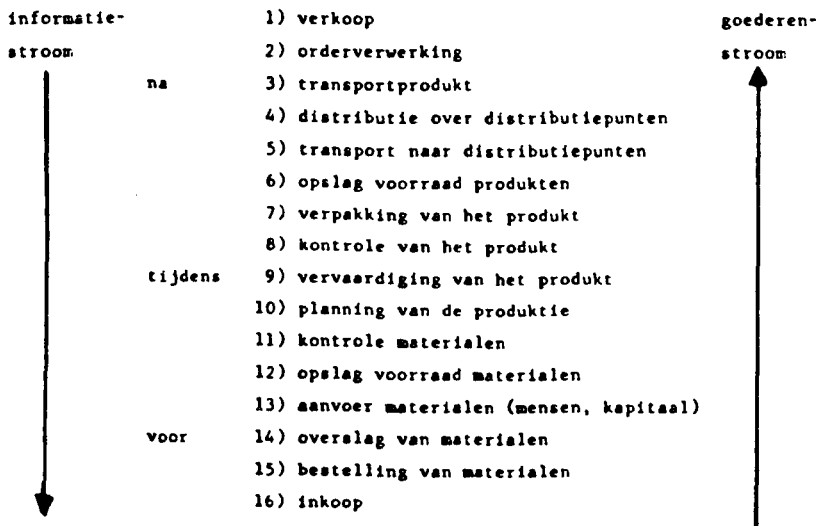 informatie- 1) verkoop goederen-
stroom 2) orderverwerking stroom
na 3) transportprodukt
4) distributie over distributiepunten
5) transport naar distributiepunten
6) opslag voorraad produkten
7) verpakking van het produkt
8) kontrole van het produkt
tijdens 9) vervaardiging van het produkt
10) planning van de produktie
11) kontrole materialen
12) opslag voorraad materialen
13) aanvoer materialen (mensen, kapitaal)
voor 14) overslag van materialen
15) bestelling van materialen
16) inkoop